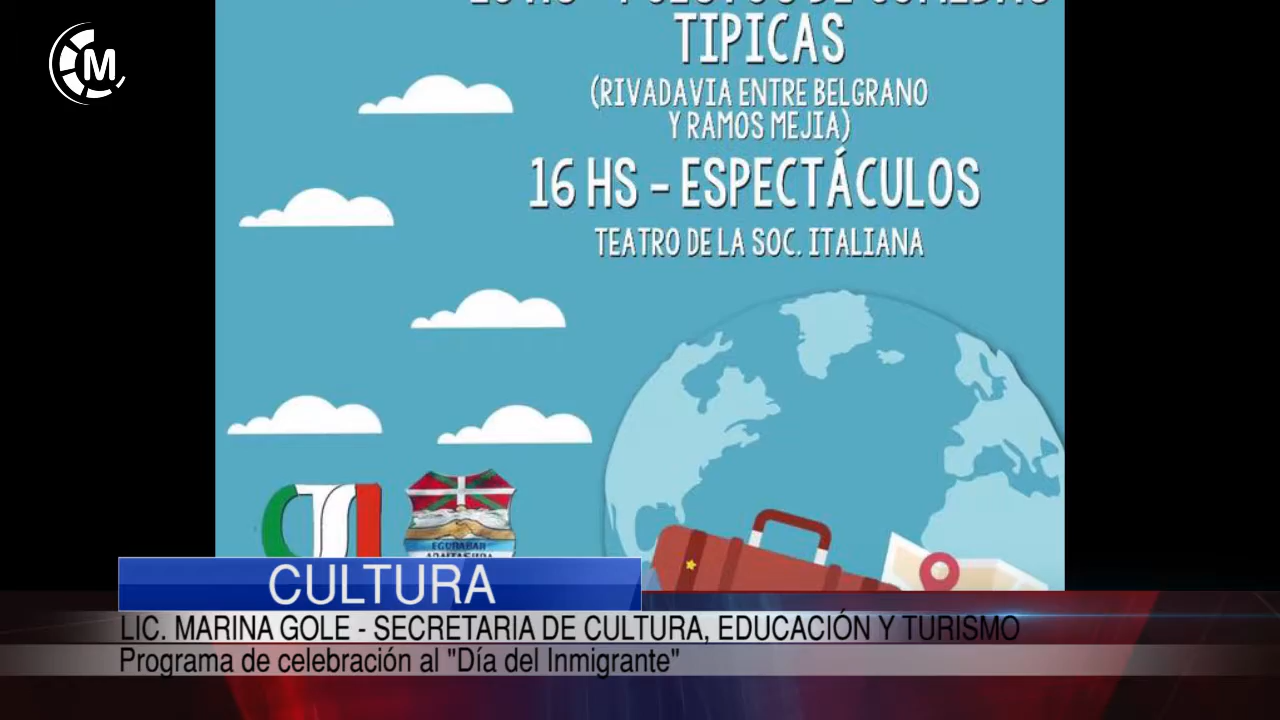 TIPICAS
(RIVADAVIA ENTRE BELGRANO
Y RAMOS MEJIA)
16 HS - ESPECTÁCULOS
TEATRO DE LA SOC. ITALIANA
M
CULTURA
LIC. MARINA GOLE - SECRETARIA DE CULTURA, EDUCACIÓN Y TURISMO
Programa de celebración al "Día del Inmigrante"